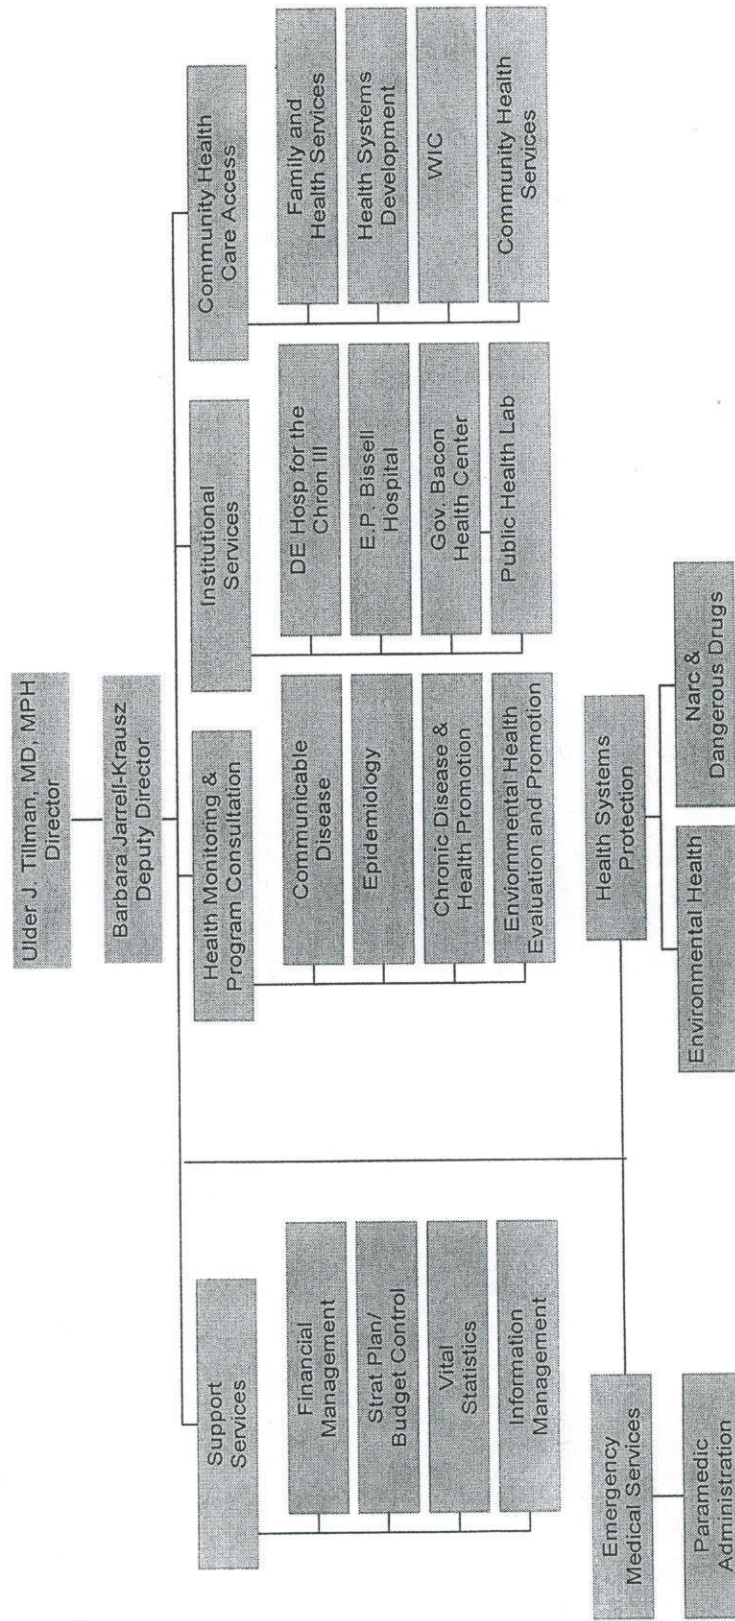 Ulder J. Tillman, MD, MPH
Director
Barbara Jarrell-Krausz
Deputy Director
Support
Services
Financial
Management
Strat Plan/
Budget Control
Vital
Statistics
Information
Management
Health Monitoring &
Program Consultation
Communicable
Disease
Epidemiology
Chronic Disease &
Health Promotion
Enviornmental Health
Evaluation and Promotion
Institutional
Services
DE Hosp for the
Chron Ill
E.P. Bissell
Hospital
Gov. Bacon
Health Center
Public Health Lab
Community Health
Care Access
Family and
Health Services
Health Systems
Development
WIC
Community Health
Services
Emergency
Medical Services
Paramedic
Administration
Health Systems
Protection
Environmental Health
Narc &
Dangerous Drugs